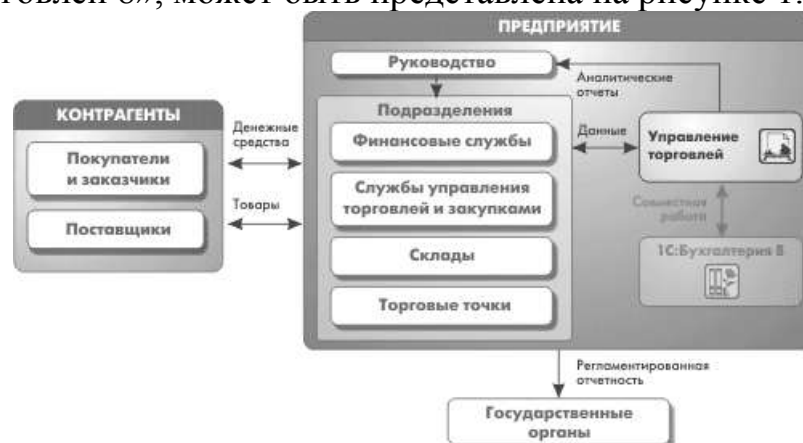 товлей 8», может быть представлена на рисунке 1.
ПРЕДПРИЯТИЕ
Руководство
Аналитические
отчеты
Подразделения
КОНТРАГЕНТЫ
Денежные
средства
Финансовые службы
Данные
Управление
торговлей
Покупатели
и заказчики
Службы управления
торговлей и закупками
Товары
Совместная
работа
Поставщики
Склады
1С:Бухгалтерия 8
Торговые точки
Регламентированная
отчетность
Государственные
органы